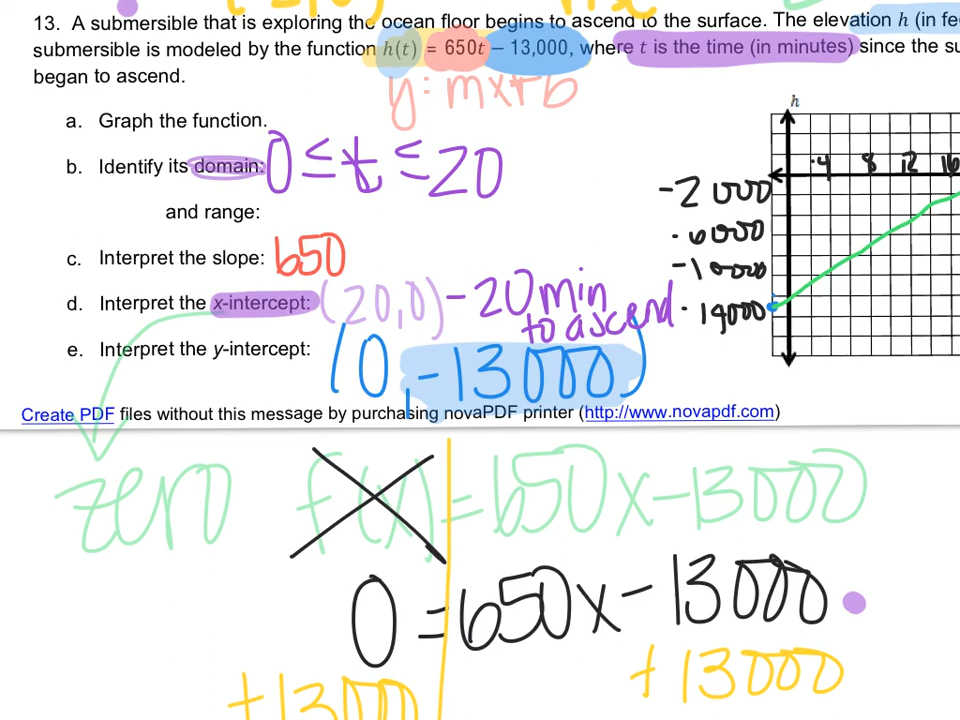 13. A submersible that is exploring the ocean floor begins to ascend to the surface. The elevation h (in fe
submersible is modeled by the function h(t) = 650t – 13,000, where t is the time (in minutes) since the su
began to ascend.
y = mx+b
a. Graph the function.
b. Identify its domain: 0 ≤ t ≤ 20
and range:
c. Interpret the slope: 650
d. Interpret the x-intercept: (20,0) - 20 min
to ascend
e. Interpret the y-intercept: (0, -13000)
h
4 8 12 16
-2000
-6000
-10000
-14000
Create PDF files without this message by purchasing novaPDF printer (http://www.novapdf.com)
zero f(x) = 650x-13000
0 = 650x-13000
+13000 +13000